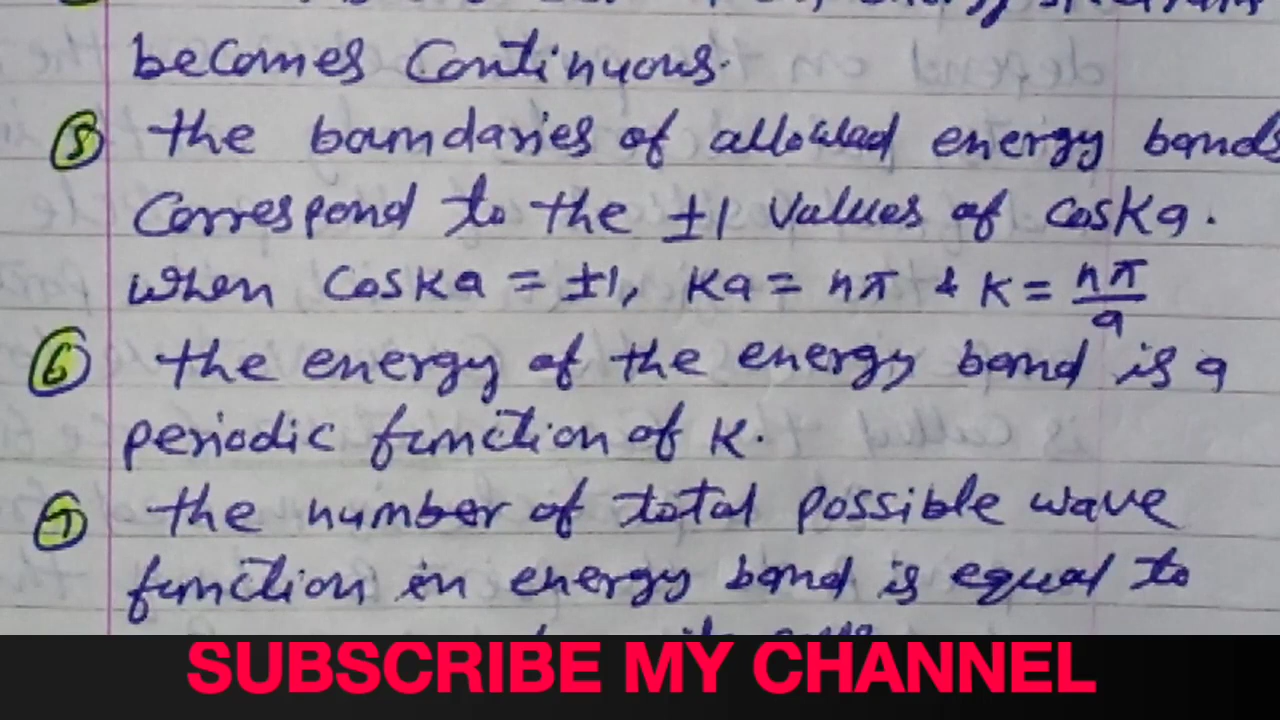 energy
becomes Continuous.
⑤ the boundaries of allowed energy bands
Correspond to the ±1 values of cosKa.
when CosKa = ±1, Ka = nπ & K = nπ/a
⑥ the energy of the energy band is a
periodic function of K.
⑦ the number of total possible wave
function in energy band is equal to
SUBSCRIBE MY CHANNEL